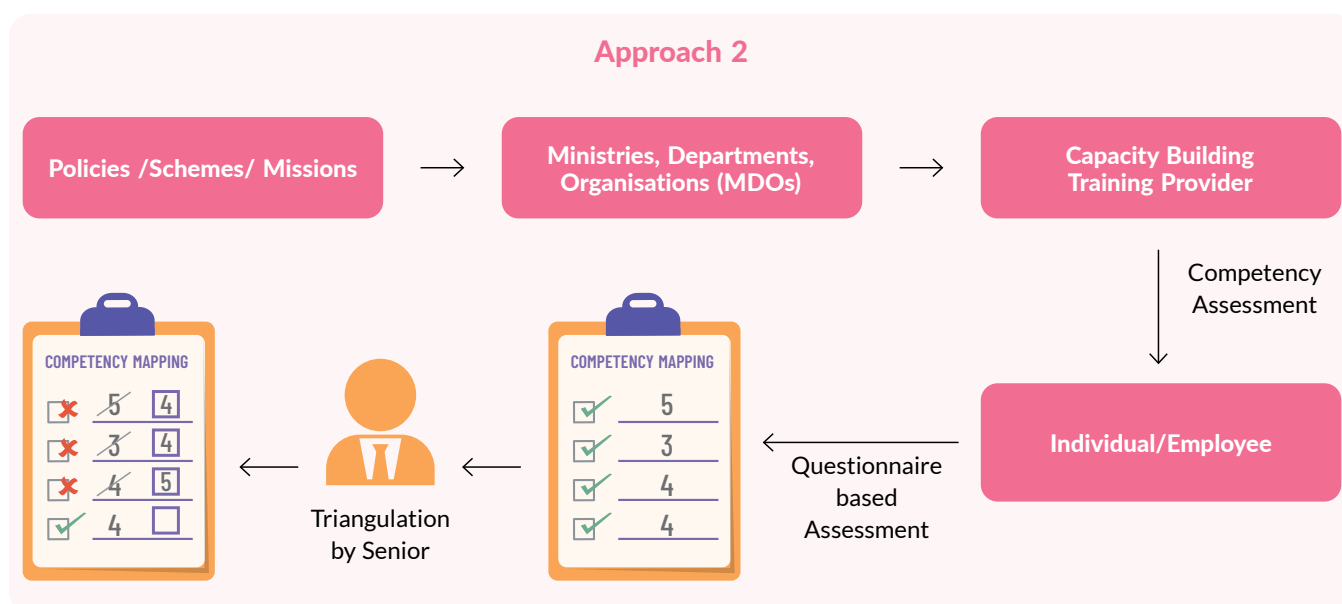 Approach 2
Policies /Schemes/ Missions
Ministries, Departments,
Organisations (MDOs)
Capacity Building
Training Provider
Competency
Assessment
Individual/Employee
Questionnaire
based
Assessment
COMPETENCY MAPPING
5
3
4
4
Triangulation
by Senior
COMPETENCY MAPPING
5 4
3 4
4 5
4